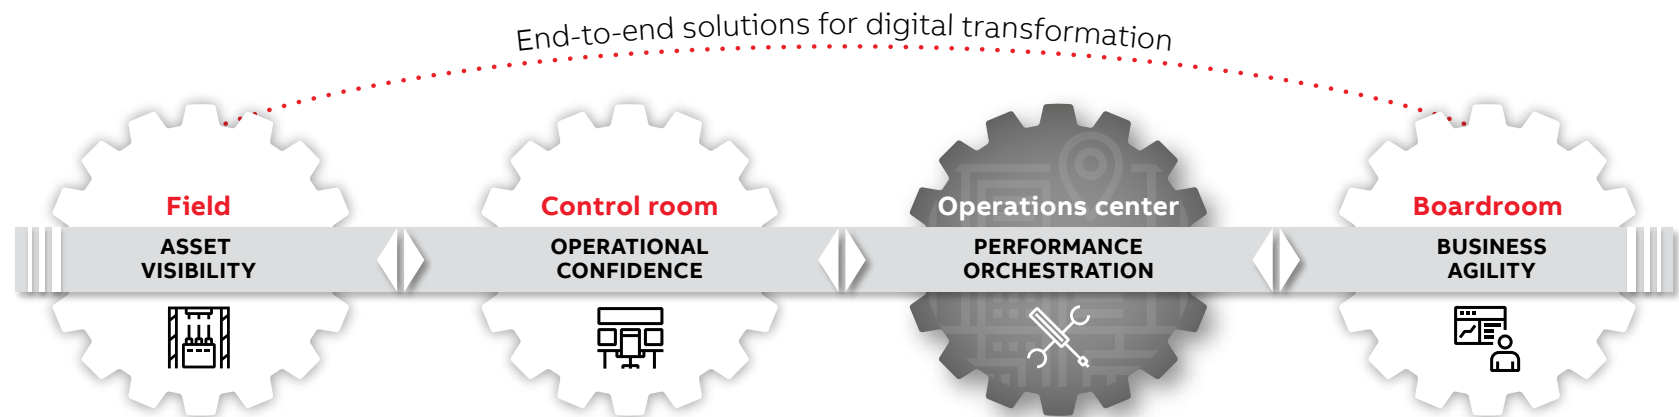 End-to-end solutions for digital transformation
Field
ASSET
VISIBILITY
Control room
OPERATIONAL
CONFIDENCE
Operations center
PERFORMANCE
ORCHESTRATION
Boardroom
BUSINESS
AGILITY